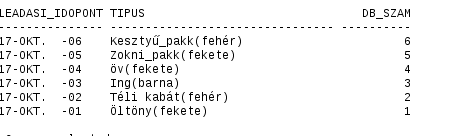 LEADASI_IDOPONT TIPUS DB_SZAM
--------------- ---------------------------------------- ----------
17-OKT. -06 Kesztyű_pakk(fehér) 6
17-OKT. -05 Zokni_pakk(fekete) 5
17-OKT. -04 öv(fekete) 4
17-OKT. -03 Ing(barna) 3
17-OKT. -02 Téli kabát(fehér) 2
17-OKT. -01 Öltöny(fekete) 1